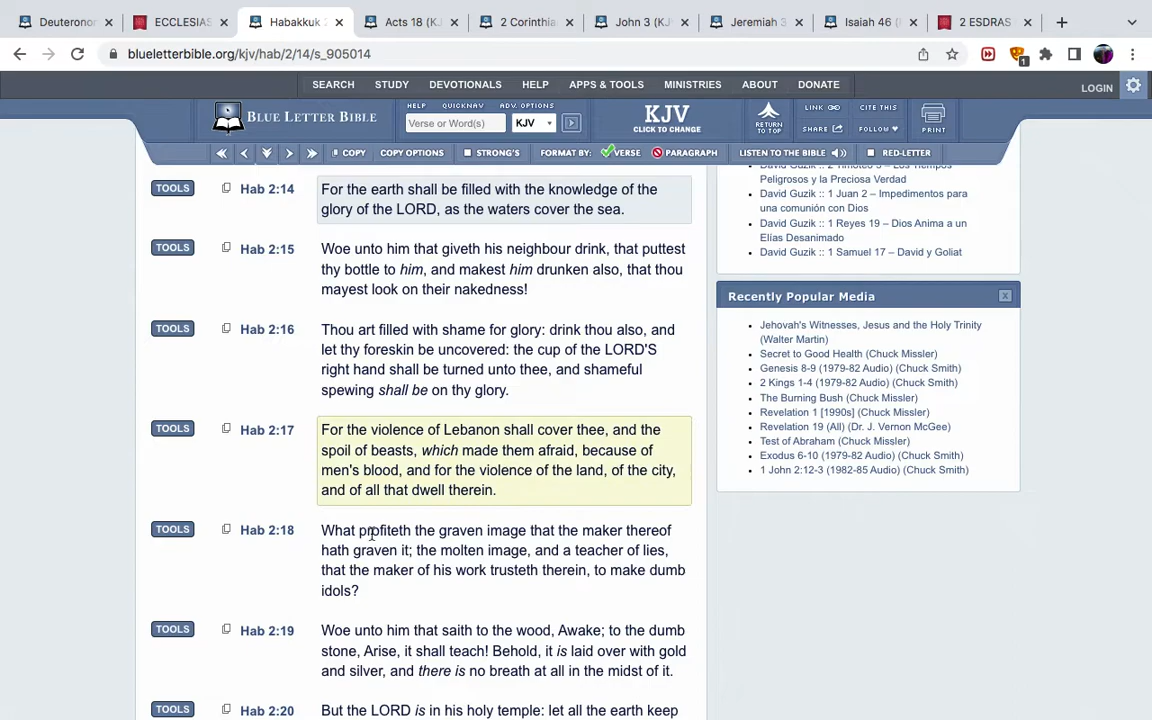 Deuterono
ECCLESIAS
Habakkuk
Acts 18 (KJ
2 Corinthia
John 3 (KJV
Jeremiah 3
Isaiah 46 (
2 ESDRAS
blueletterbible.org/kjv/hab/2/14/s_905014
1
SEARCH STUDY DEVOTIONALS HELP APPS & TOOLS MINISTRIES ABOUT DONATE
LOGIN
BLUE LETTER BIBLE
HELP QUICKNAV ADV. OPTIONS
Verse or Word(s) KJV
KJV
CLICK TO CHANGE
RETURN
TO TOP
LINK
CITE THIS
SHARE
FOLLOW
PRINT
COPY COPY OPTIONS STRONG'S FORMAT BY: VERSE PARAGRAPH LISTEN TO THE BIBLE RED-LETTER
TOOLS Hab 2:14 For the earth shall be filled with the knowledge of the
glory of the LORD, as the waters cover the sea.
TOOLS Hab 2:15 Woe unto him that giveth his neighbour drink, that puttest
thy bottle to him, and makest him drunken also, that thou
mayest look on their nakedness!
TOOLS Hab 2:16 Thou art filled with shame for glory: drink thou also, and
let thy foreskin be uncovered: the cup of the LORD'S
right hand shall be turned unto thee, and shameful
spewing shall be on thy glory.
TOOLS Hab 2:17 For the violence of Lebanon shall cover thee, and the
spoil of beasts, which made them afraid, because of
men's blood, and for the violence of the land, of the city,
and of all that dwell therein.
TOOLS Hab 2:18 What profiteth the graven image that the maker thereof
hath graven it; the molten image, and a teacher of lies,
that the maker of his work trusteth therein, to make dumb
idols?
TOOLS Hab 2:19 Woe unto him that saith to the wood, Awake; to the dumb
stone, Arise, it shall teach! Behold, it is laid over with gold
and silver, and there is no breath at all in the midst of it.
TOOLS Hab 2:20 But the LORD is in his holy temple: let all the earth keep
David Guzik :: 2 Timoteo 3 – Los Tiempos
Peligrosos y la Preciosa Verdad
David Guzik :: 1 Juan 2 – Impedimentos para
una comunión con Dios
David Guzik :: 1 Reyes 19 – Dios Anima a un
Elías Desanimado
David Guzik :: 1 Samuel 17 – David y Goliat
Recently Popular Media x
Jehovah's Witnesses, Jesus and the Holy Trinity
(Walter Martin)
Secret to Good Health (Chuck Missler)
Genesis 8-9 (1979-82 Audio) (Chuck Smith)
2 Kings 1-4 (1979-82 Audio) (Chuck Smith)
The Burning Bush (Chuck Missler)
Revelation 1 [1990s] (Chuck Missler)
Revelation 19 (All) (Dr. J. Vernon McGee)
Test of Abraham (Chuck Missler)
Exodus 6-10 (1979-82 Audio) (Chuck Smith)
1 John 2:12-3 (1982-85 Audio) (Chuck Smith)